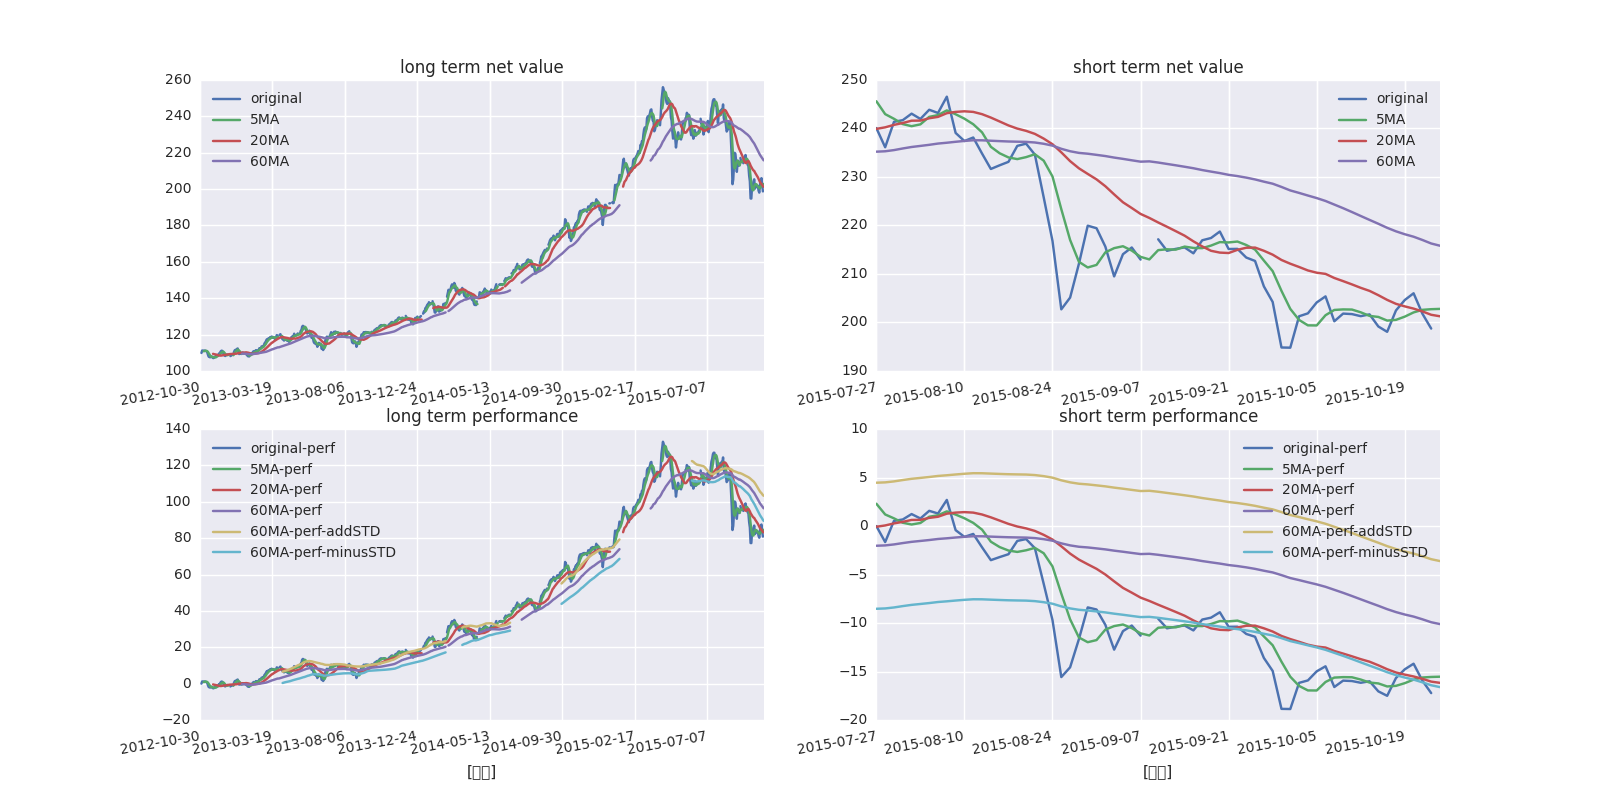 long term net value
260
240
220
200
180
160
140
120
100
original
5MA
20MA
60MA
2012-10-30
2013-03-19
2013-08-06
2013-12-24
2014-05-13
2014-09-30
2015-02-17
2015-07-07
short term net value
250
240
230
220
210
200
190
original
5MA
20MA
60MA
2015-07-27
2015-08-10
2015-08-24
2015-09-07
2015-09-21
2015-10-05
2015-10-19
long term performance
140
120
100
80
60
40
20
0
−20
original-perf
5MA-perf
20MA-perf
60MA-perf
60MA-perf-addSTD
60MA-perf-minusSTD
2012-10-30
2013-03-19
2013-08-06
2013-12-24
2014-05-13
2014-09-30
2015-02-17
2015-07-07
short term performance
10
5
0
−5
−10
−15
−20
original-perf
5MA-perf
20MA-perf
60MA-perf
60MA-perf-addSTD
60MA-perf-minusSTD
2015-07-27
2015-08-10
2015-08-24
2015-09-07
2015-09-21
2015-10-05
2015-10-19